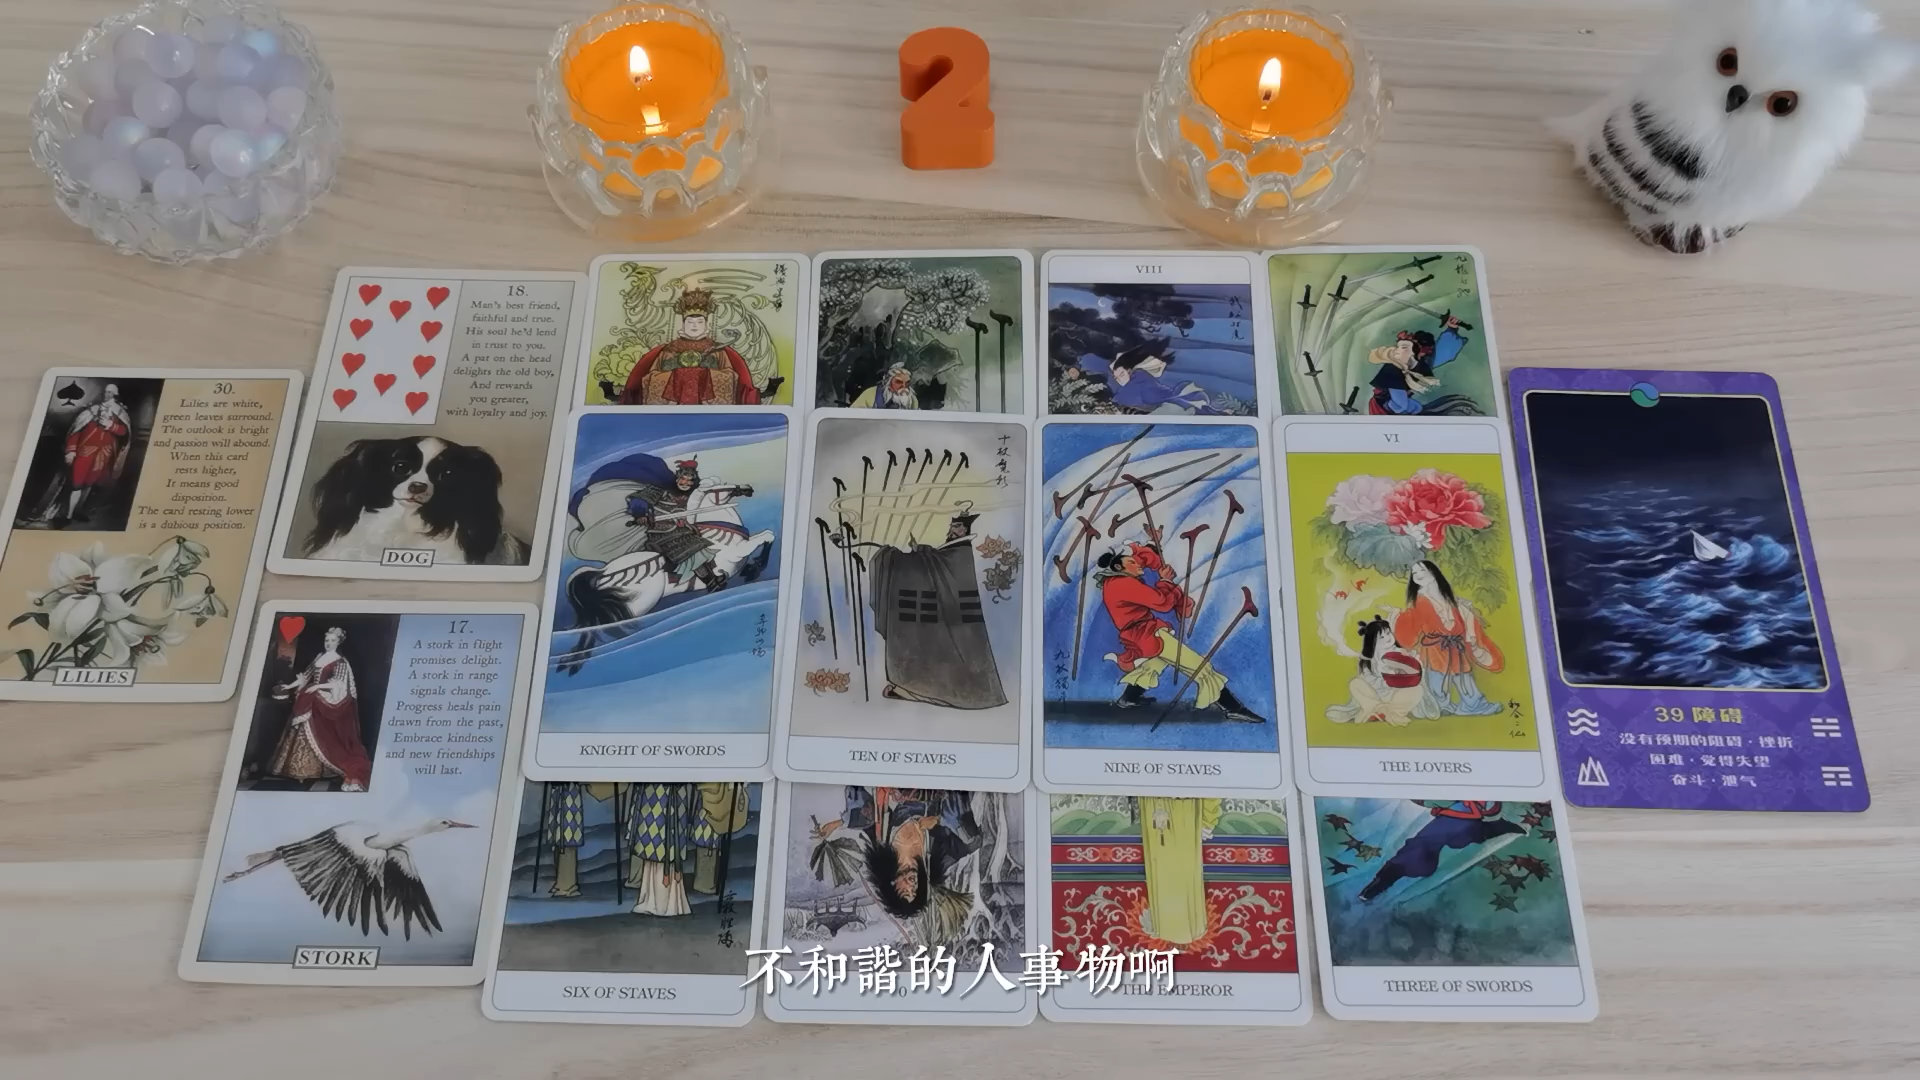 2
30.
Lilies are white,
green leaves surround.
The outlook is bright
and passion will abound.
When this card
rests higher,
It means good
disposition.
The card resting lower
is a dubious position.
LILIES
18.
Man's best friend,
faithful and true.
His soul he'd lend
in trust to you.
A pat on the head
delights the old boy,
And rewards
you greater,
with loyalty and joy.
DOG
17.
A stork in flight
promises delight.
A stork in range
signals change.
Progress heals pain
drawn from the past,
Embrace kindness
and new friendships
will last.
STORK
VIII
KNIGHT OF SWORDS
TEN OF STAVES
NINE OF STAVES
VI
THE LOVERS
39 障碍
没有预期的阻碍·挫折
困难·觉得失望
奋斗·泄气
SIX OF STAVES
0
THE EMPEROR
THREE OF SWORDS
不和諧的人事物啊